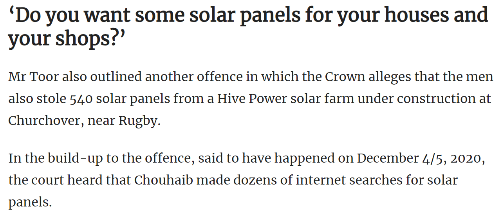 ‘Do you want some solar panels for your houses and
your shops?’
Mr Toor also outlined another offence in which the Crown alleges that the men
also stole 540 solar panels from a Hive Power solar farm under construction at
Churchover, near Rugby.
In the build-up to the offence, said to have happened on December 4/5, 2020,
the court heard that Chouhaib made dozens of internet searches for solar
panels.